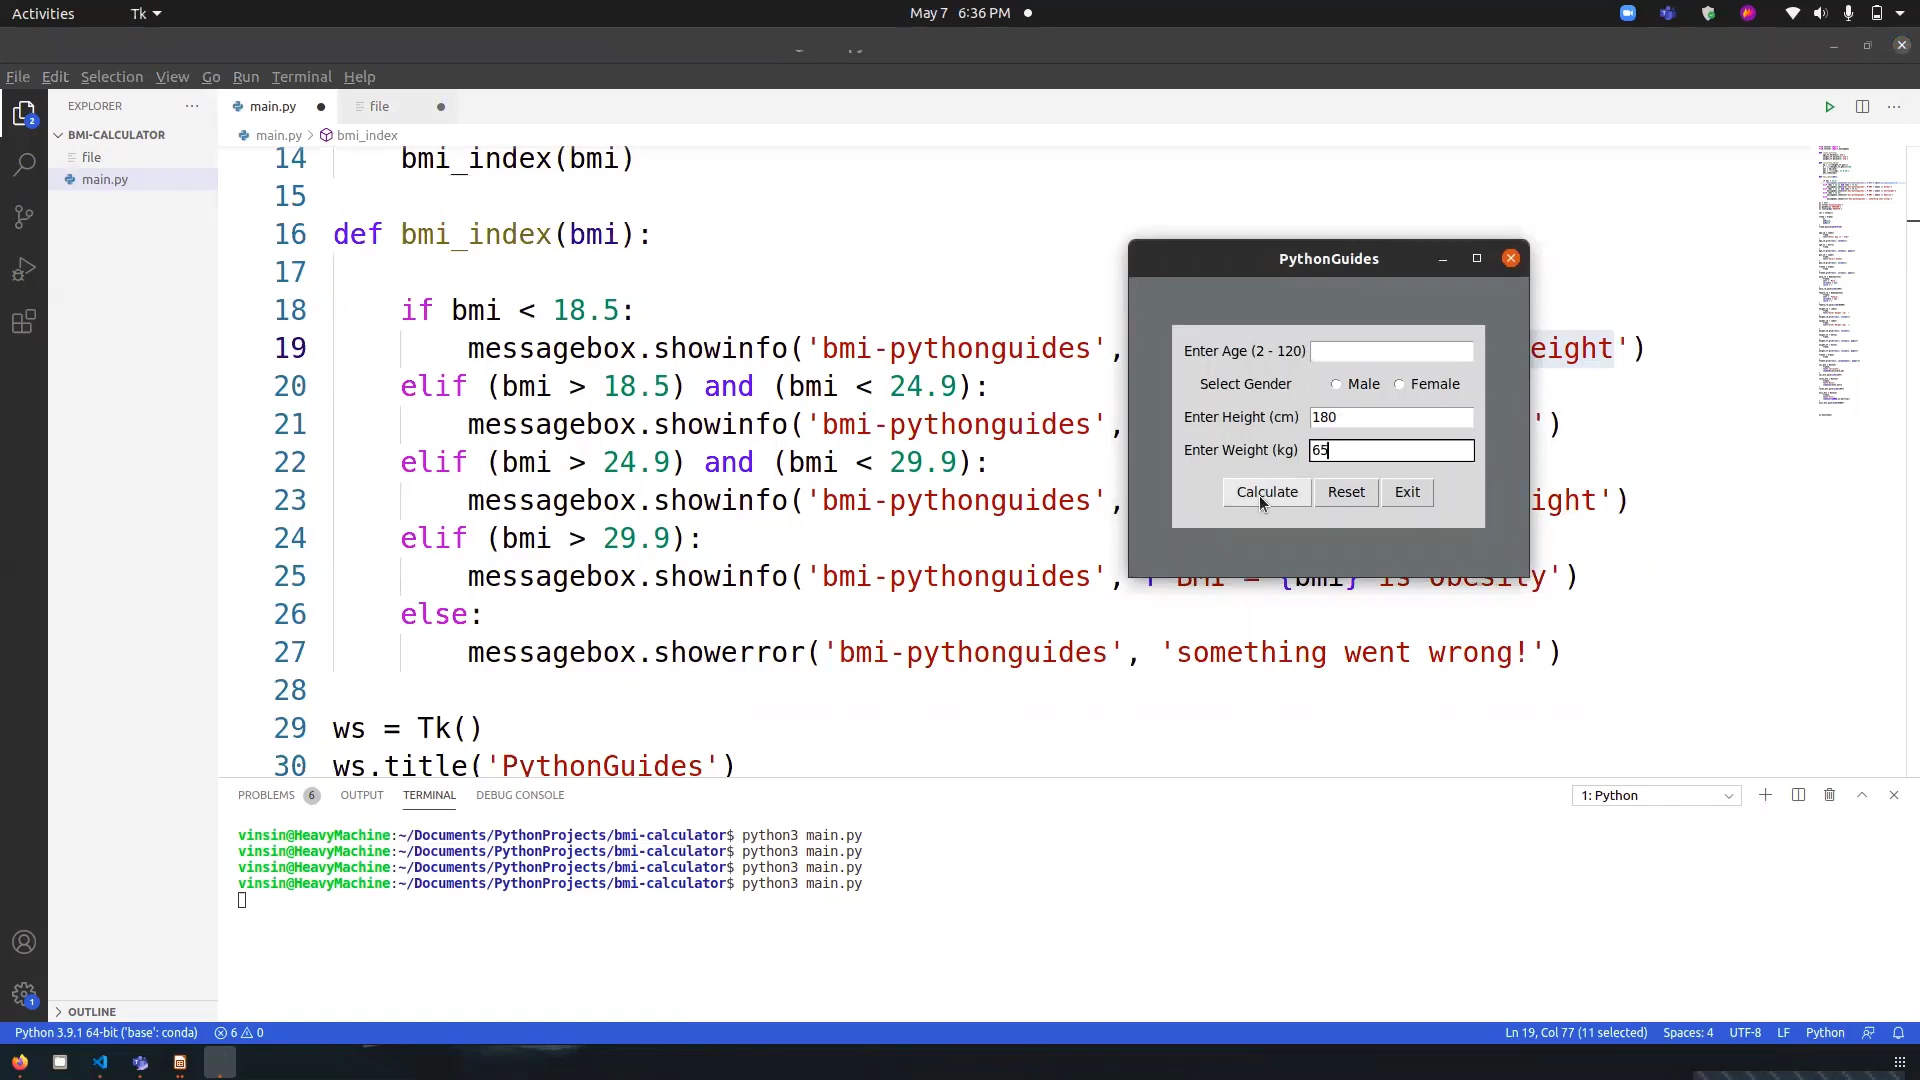 Activities Tk May 7 6:36 PM
File Edit Selection View Go Run Terminal Help
EXPLORER ...
BMI-CALCULATOR
file
main.py
2
1
OUTLINE
main.py file
main.py > bmi_index
14 bmi_index(bmi)
15
16 def bmi_index(bmi):
17
18 if bmi < 18.5:
19 messagebox.showinfo('bmi-pythonguides', eight')
20 elif (bmi > 18.5) and (bmi < 24.9):
21 messagebox.showinfo('bmi-pythonguides', ')
22 elif (bmi > 24.9) and (bmi < 29.9):
23 messagebox.showinfo('bmi-pythonguides', ight')
24 elif (bmi > 29.9):
25 messagebox.showinfo('bmi-pythonguides', f'BMI = {bmi} is Obesity')
26 else:
27 messagebox.showerror('bmi-pythonguides', 'something went wrong!')
28
29 ws = Tk()
30 ws.title('PythonGuides')
PythonGuides
Enter Age (2 - 120)
Select Gender Male Female
Enter Height (cm) 180
Enter Weight (kg) 65
Calculate Reset Exit
PROBLEMS 6 OUTPUT TERMINAL DEBUG CONSOLE 1: Python
vinsin@HeavyMachine:~/Documents/PythonProjects/bmi-calculator$ python3 main.py
vinsin@HeavyMachine:~/Documents/PythonProjects/bmi-calculator$ python3 main.py
vinsin@HeavyMachine:~/Documents/PythonProjects/bmi-calculator$ python3 main.py
vinsin@HeavyMachine:~/Documents/PythonProjects/bmi-calculator$ python3 main.py
Python 3.9.1 64-bit ('base': conda) 6 0 Ln 19, Col 77 (11 selected) Spaces: 4 UTF-8 LF Python